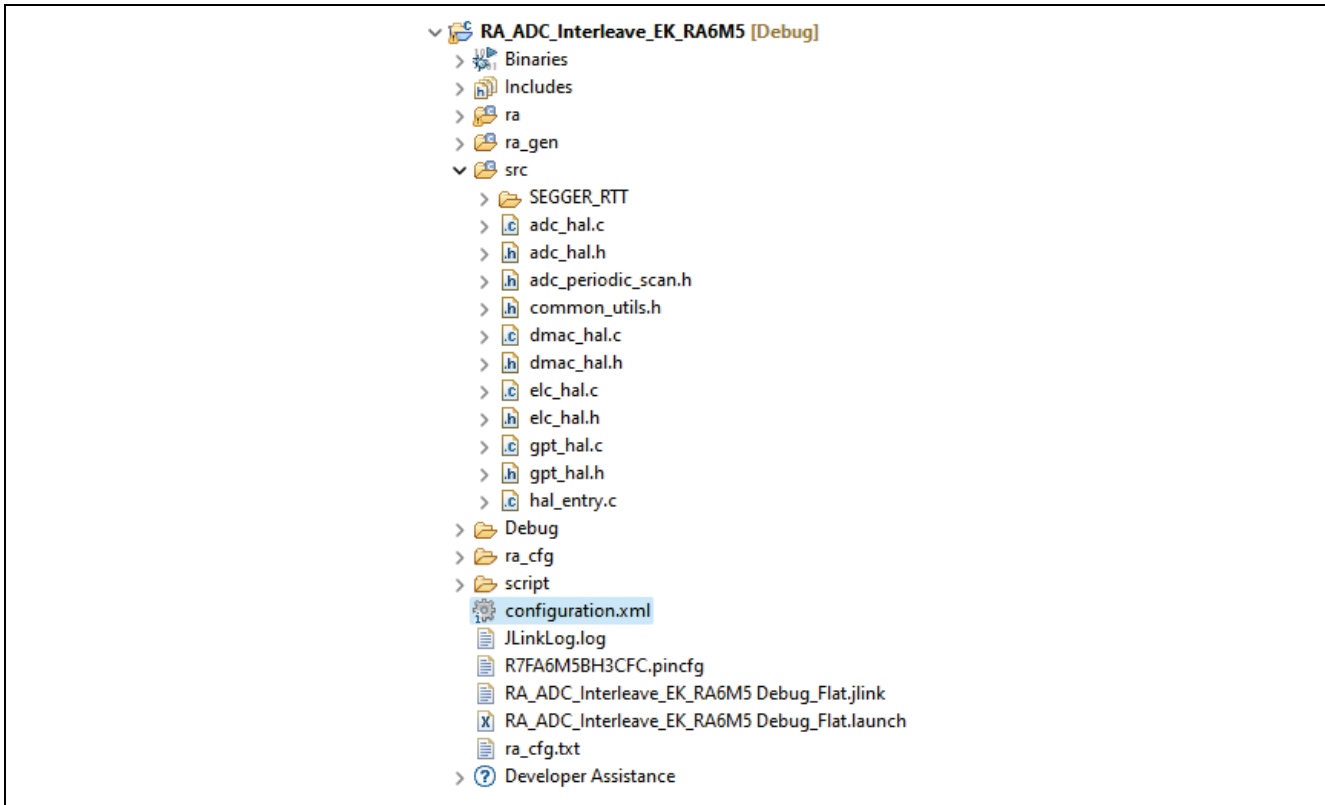 RA_ADC_Interleave_EK_RA6M5 [Debug]
Binaries
Includes
ra
ra_gen
src
SEGGER_RTT
adc_hal.c
adc_hal.h
adc_periodic_scan.h
common_utils.h
dmac_hal.c
dmac_hal.h
elc_hal.c
elc_hal.h
gpt_hal.c
gpt_hal.h
hal_entry.c
Debug
ra_cfg
script
configuration.xml
JLinkLog.log
R7FA6M5BH3CFC.pincfg
RA_ADC_Interleave_EK_RA6M5 Debug_Flat.jlink
RA_ADC_Interleave_EK_RA6M5 Debug_Flat.launch
ra_cfg.txt
Developer Assistance